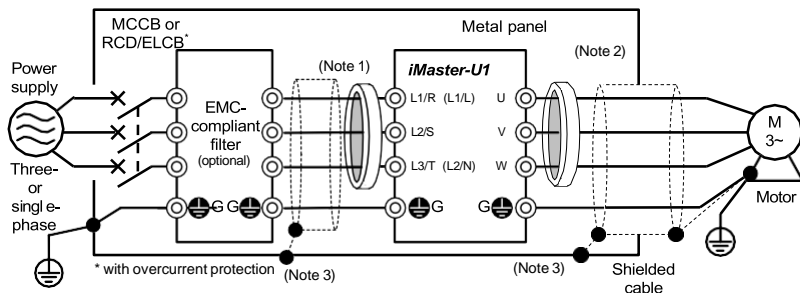 MCCB or
RCD/ELCB*
Metal panel
Power
supply
(Note 1)
iMaster-U1
(Note 2)
EMC-
compliant
filter
(optional)
L1/R (L1/L)
U
L2/S
V
L3/T (L2/N)
W
M
3~
Three-
or
single-
phase
G G
G
G
Motor
* with overcurrent protection
(Note 3)
(Note 3)
Shielded
cable